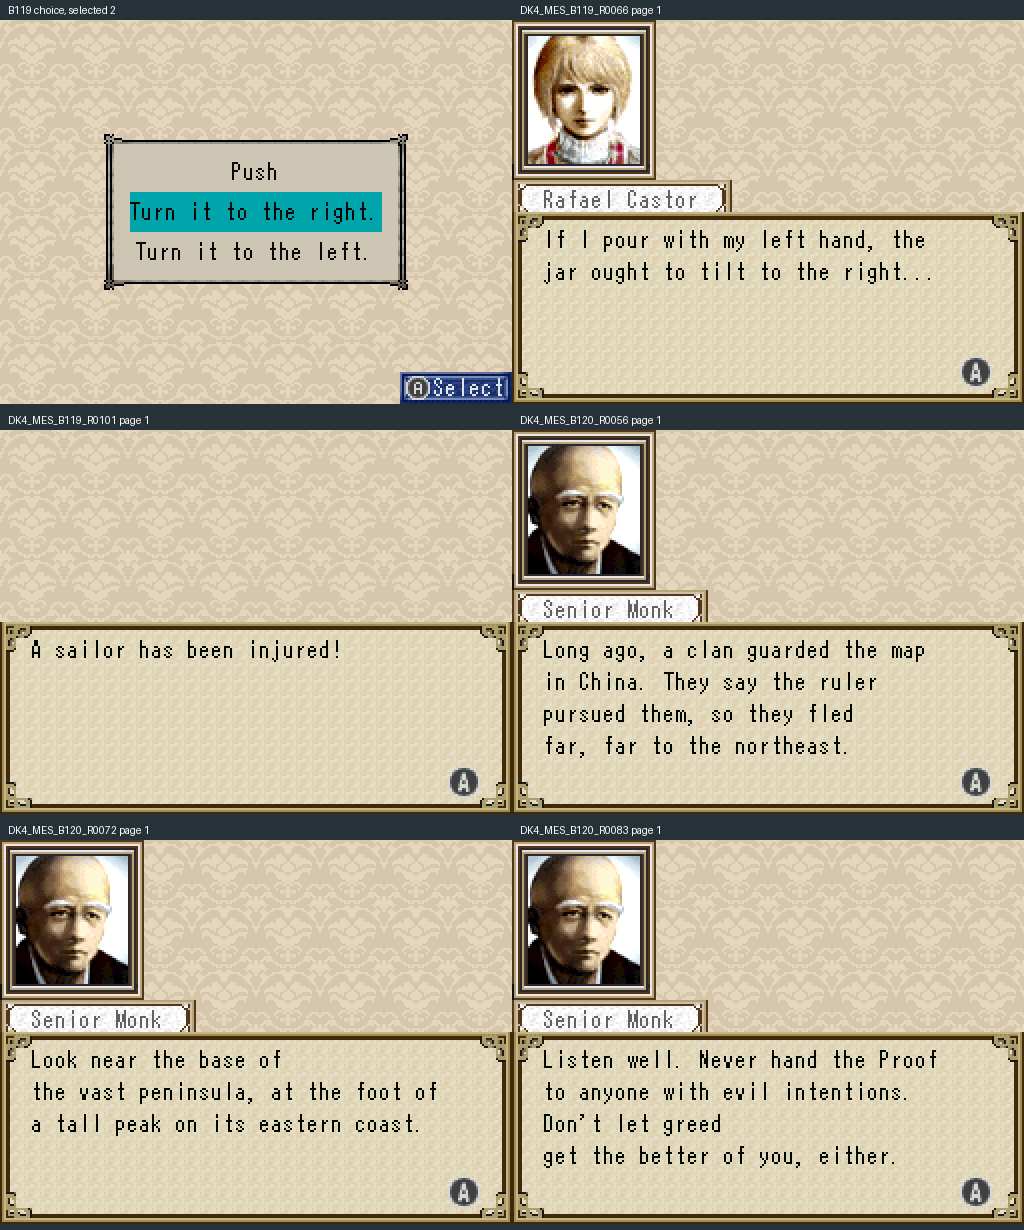 B119 choice, selected 2
Push
Turn it to the right.
Turn it to the left.
A Select
DK4_MES_B119_R0066 page 1
Rafael Castor
If I pour with my left hand, the
jar ought to tilt to the right...
A
DK4_MES_B119_R0101 page 1
A sailor has been injured!
A
DK4_MES_B120_R0056 page 1
Senior Monk
Long ago, a clan guarded the map
in China. They say the ruler
pursued them, so they fled
far, far to the northeast.
A
DK4_MES_B120_R0072 page 1
Senior Monk
Look near the base of
the vast peninsula, at the foot of
a tall peak on its eastern coast.
A
DK4_MES_B120_R0083 page 1
Senior Monk
Listen well. Never hand the Proof
to anyone with evil intentions.
Don't let greed
get the better of you, either.
A